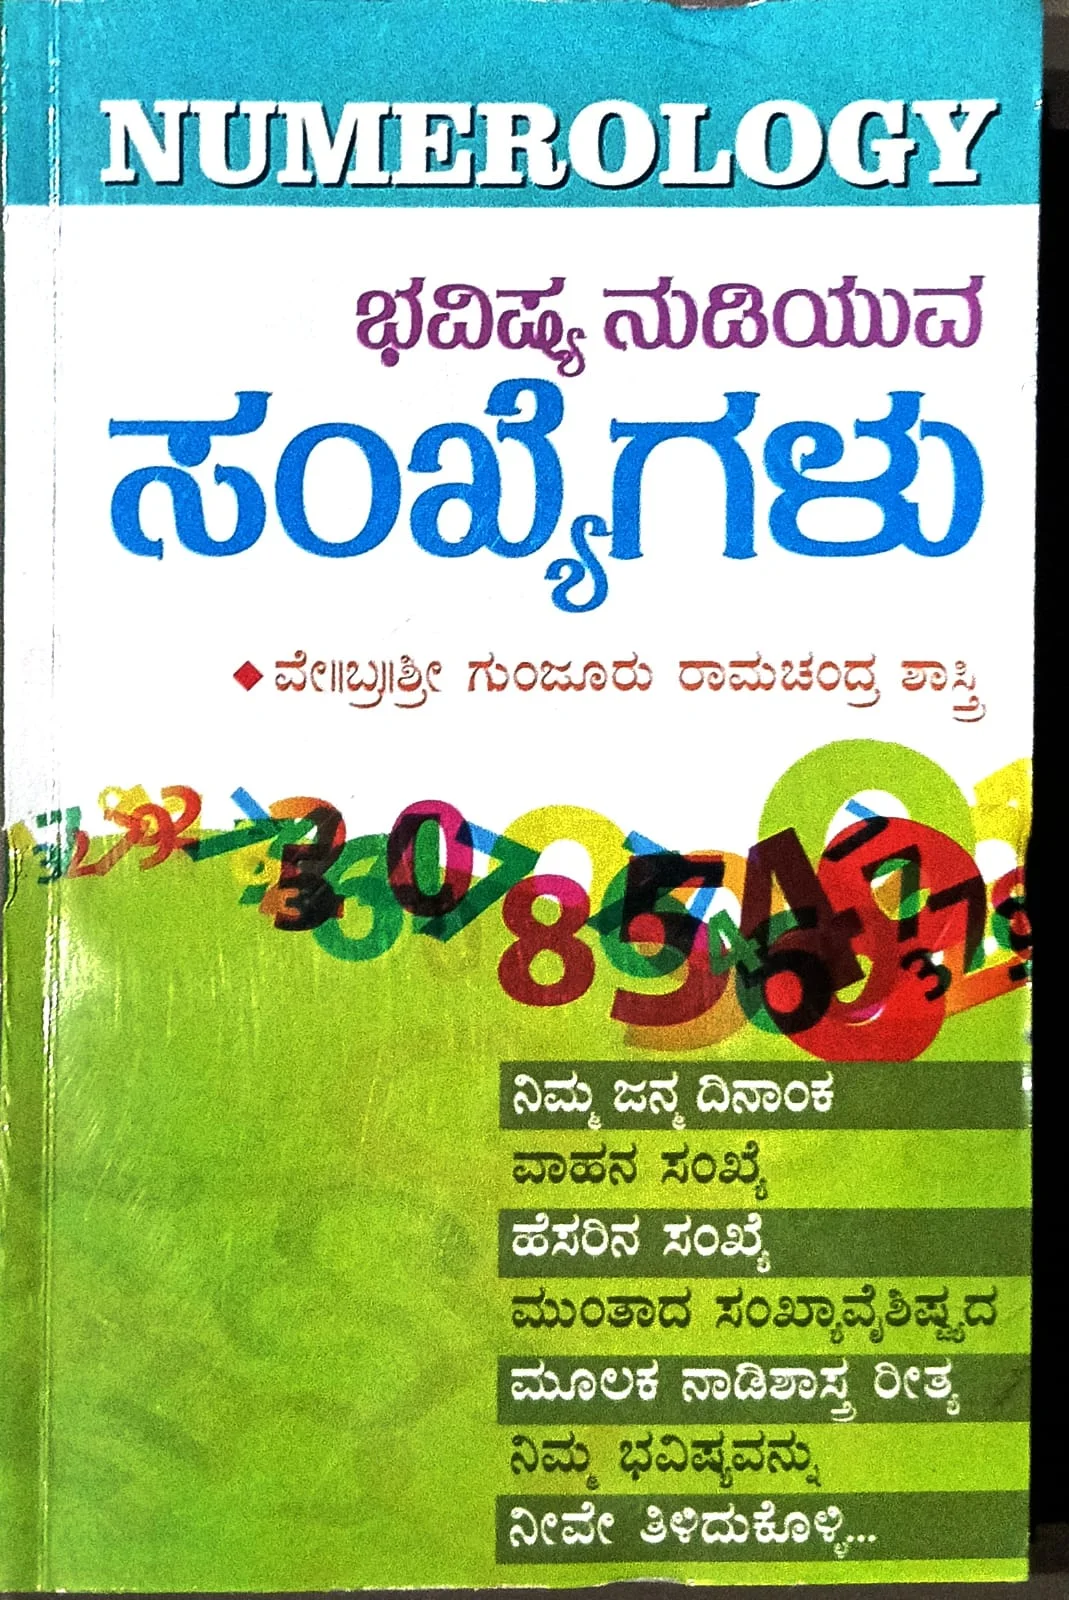 NUMEROLOGY
ಭವಿಷ್ಯ ನುಡಿಯುವ
ಸಂಖ್ಯೆಗಳು
◆ ವೇ॥ಬ್ರ॥ಶ್ರೀ ಗುಂಜೂರು ರಾಮಚಂದ್ರ ಶಾಸ್ತ್ರಿ
ನಿಮ್ಮ ಜನ್ಮ ದಿನಾಂಕ
ವಾಹನ ಸಂಖ್ಯೆ
ಹೆಸರಿನ ಸಂಖ್ಯೆ
ಮುಂತಾದ ಸಂಖ್ಯಾವೈಶಿಷ್ಟ್ಯದ
ಮೂಲಕ ನಾಡಿಶಾಸ್ತ್ರ ರೀತ್ಯ
ನಿಮ್ಮ ಭವಿಷ್ಯವನ್ನು
ನೀವೇ ತಿಳಿದುಕೊಳ್ಳಿ...